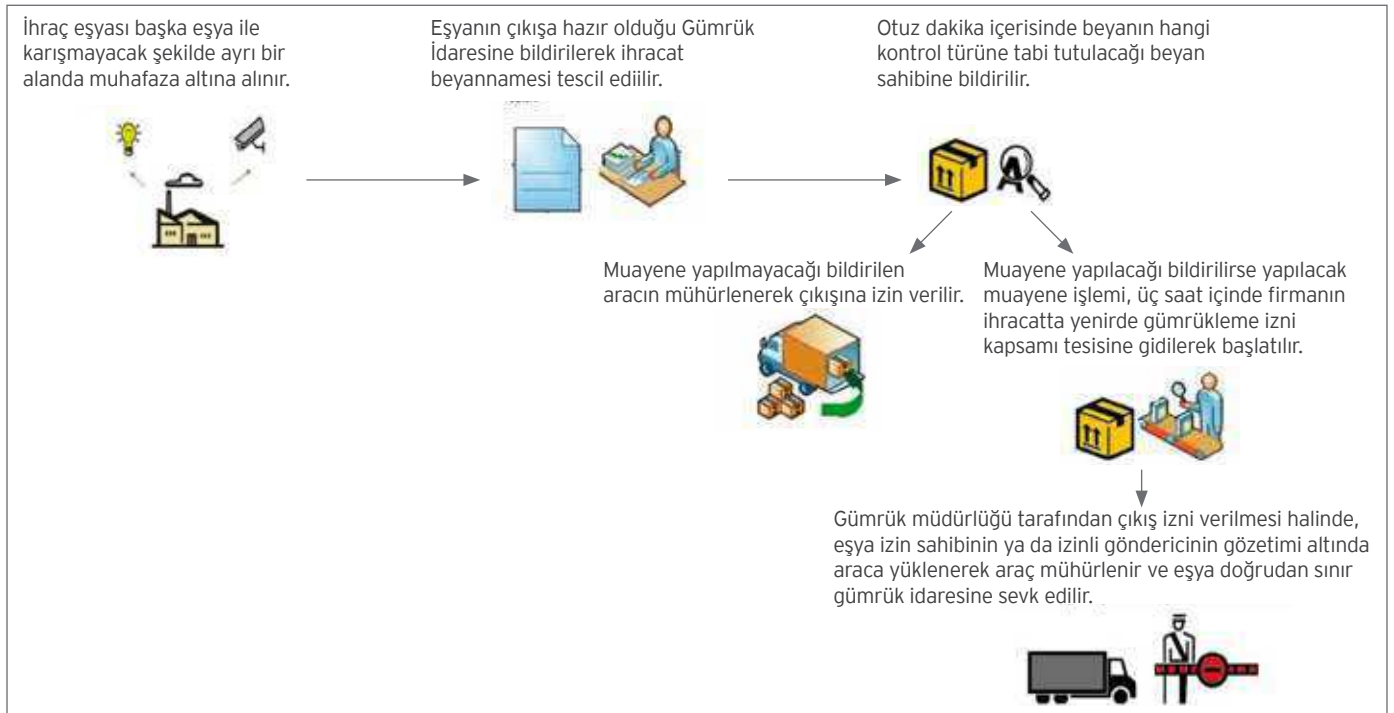 İhraç eşyası başka eşya ile
karışmayacak şekilde ayrı bir
alanda muhafaza altına alınır.
Eşyanın çıkışa hazır olduğu Gümrük
İdaresine bildirilerek ihracat
beyannamesi tescil ediilir.
Otuz dakika içerisinde beyanın hangi
kontrol türüne tabi tutulacağı beyan
sahibine bildirilir.
Muayene yapılmayacağı bildirilen
aracın mühürlenerek çıkışına izin verilir.
Muayene yapılacağı bildirilirse yapılacak
muayene işlemi, üç saat içinde firmanın
ihracatta yenirde gümrükleme izni
kapsamı tesisine gidilerek başlatılır.
Gümrük müdürlüğü tarafından çıkış izni verilmesi halinde,
eşya izin sahibinin ya da izinli göndericinin gözetimi altında
araca yüklenerek araç mühürlenir ve eşya doğrudan sınır
gümrük idaresine sevk edilir.